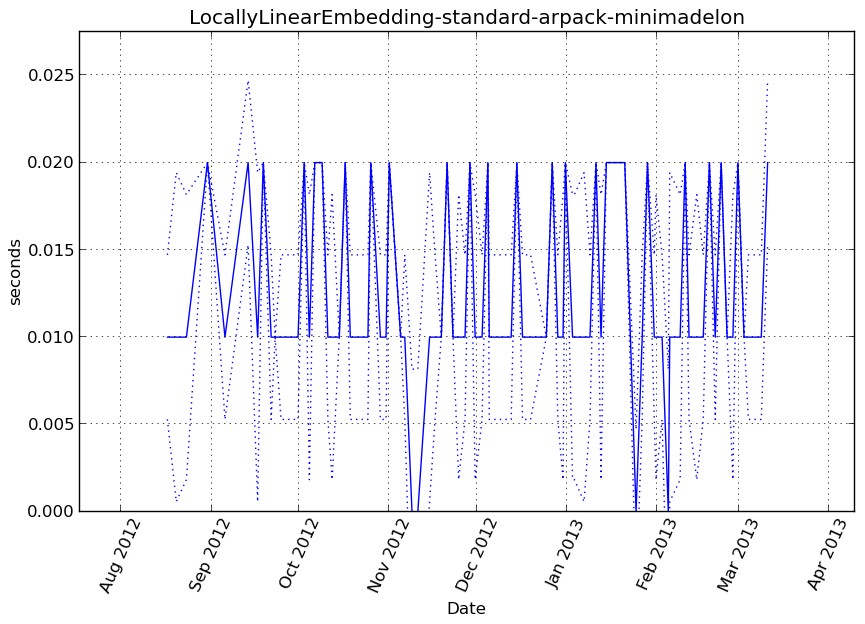 LocallyLinearEmbedding-standard-arpack-minimadelon
0.025
0.020
0.015
0.010
0.005
0.000
seconds
Aug 2012
Sep 2012
Oct 2012
Nov 2012
Dec 2012
Jan 2013
Feb 2013
Mar 2013
Apr 2013
Date